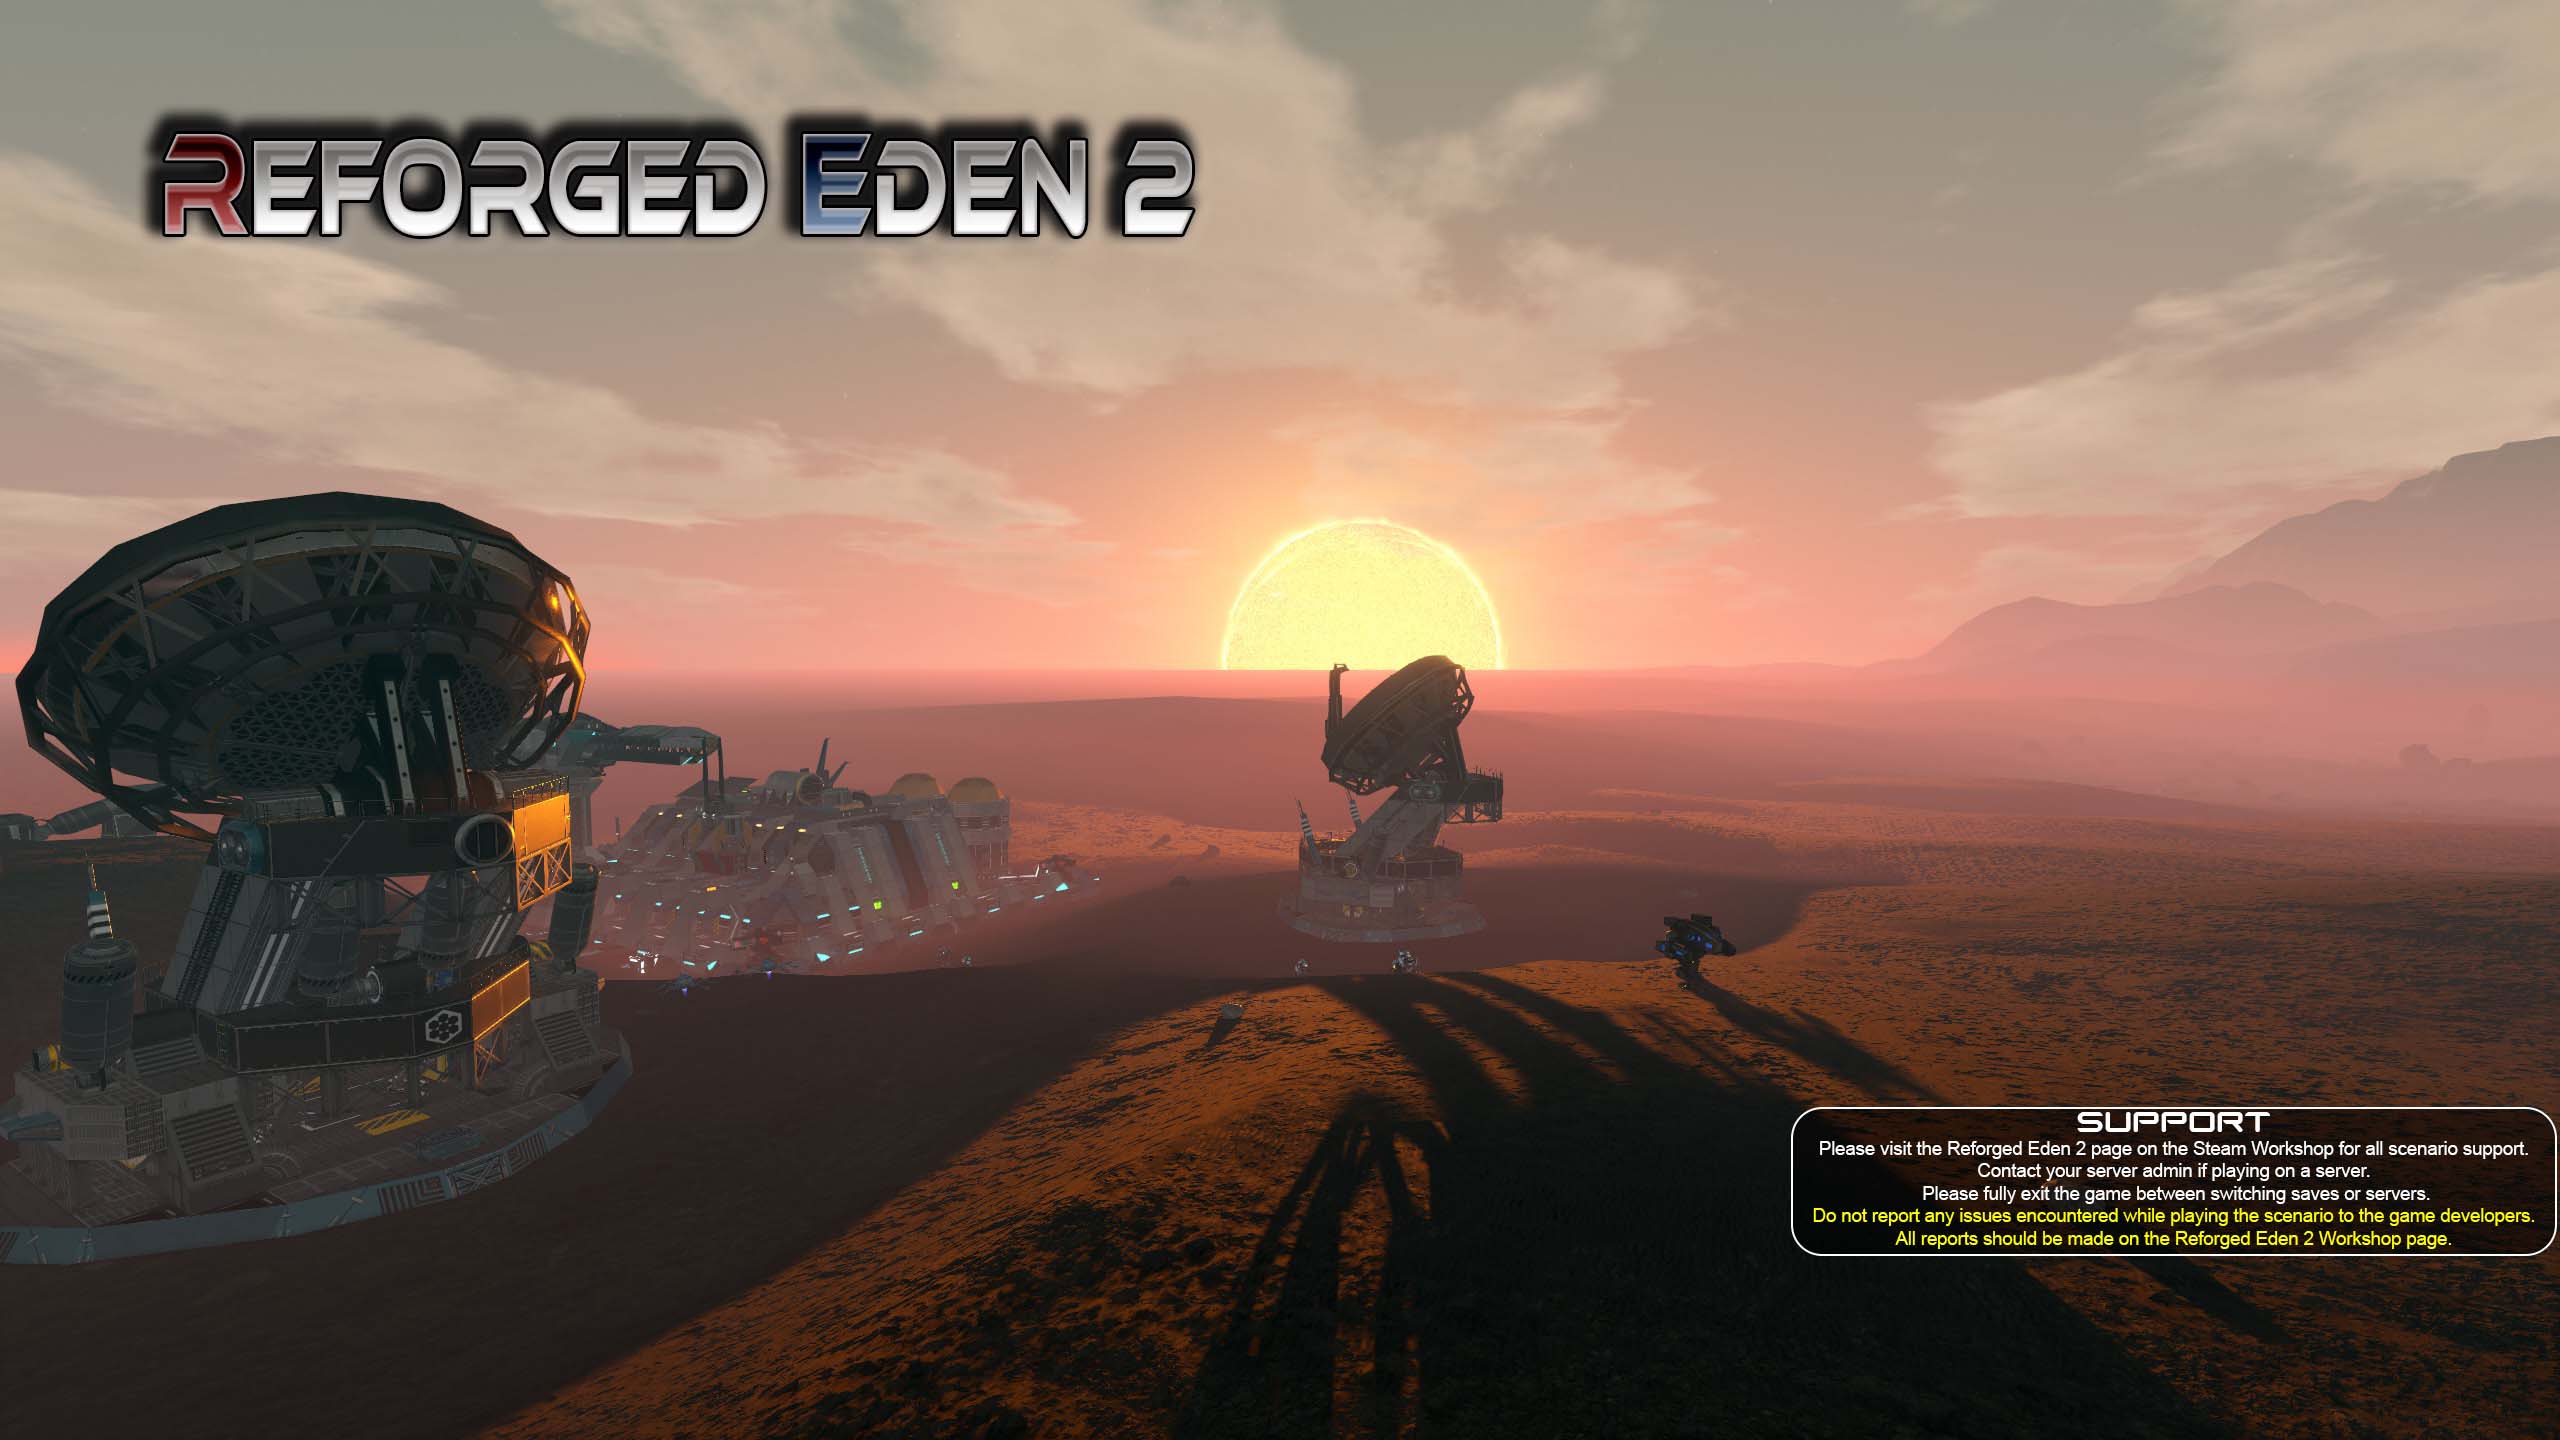 Reforged Eden 2
SUPPORT
Please visit the Reforged Eden 2 page on the Steam Workshop for all scenario support.
Contact your server admin if playing on a server.
Please fully exit the game between switching saves or servers.
Do not report any issues encountered while playing the scenario to the game developers.
All reports should be made on the Reforged Eden 2 Workshop page.